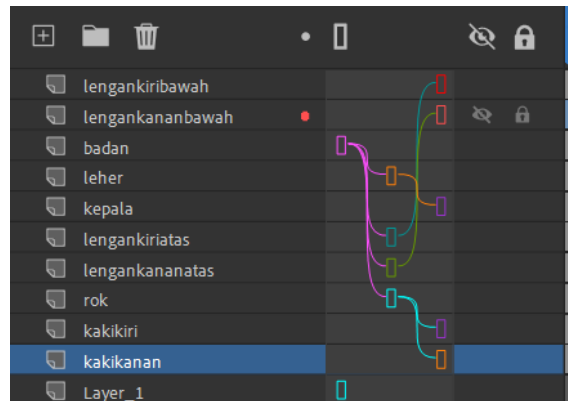 lengankiribawah
lengankananbawah
badan
leher
kepala
lengankiriatas
lengankananatas
rok
kakikiri
kakikanan
Layer_1